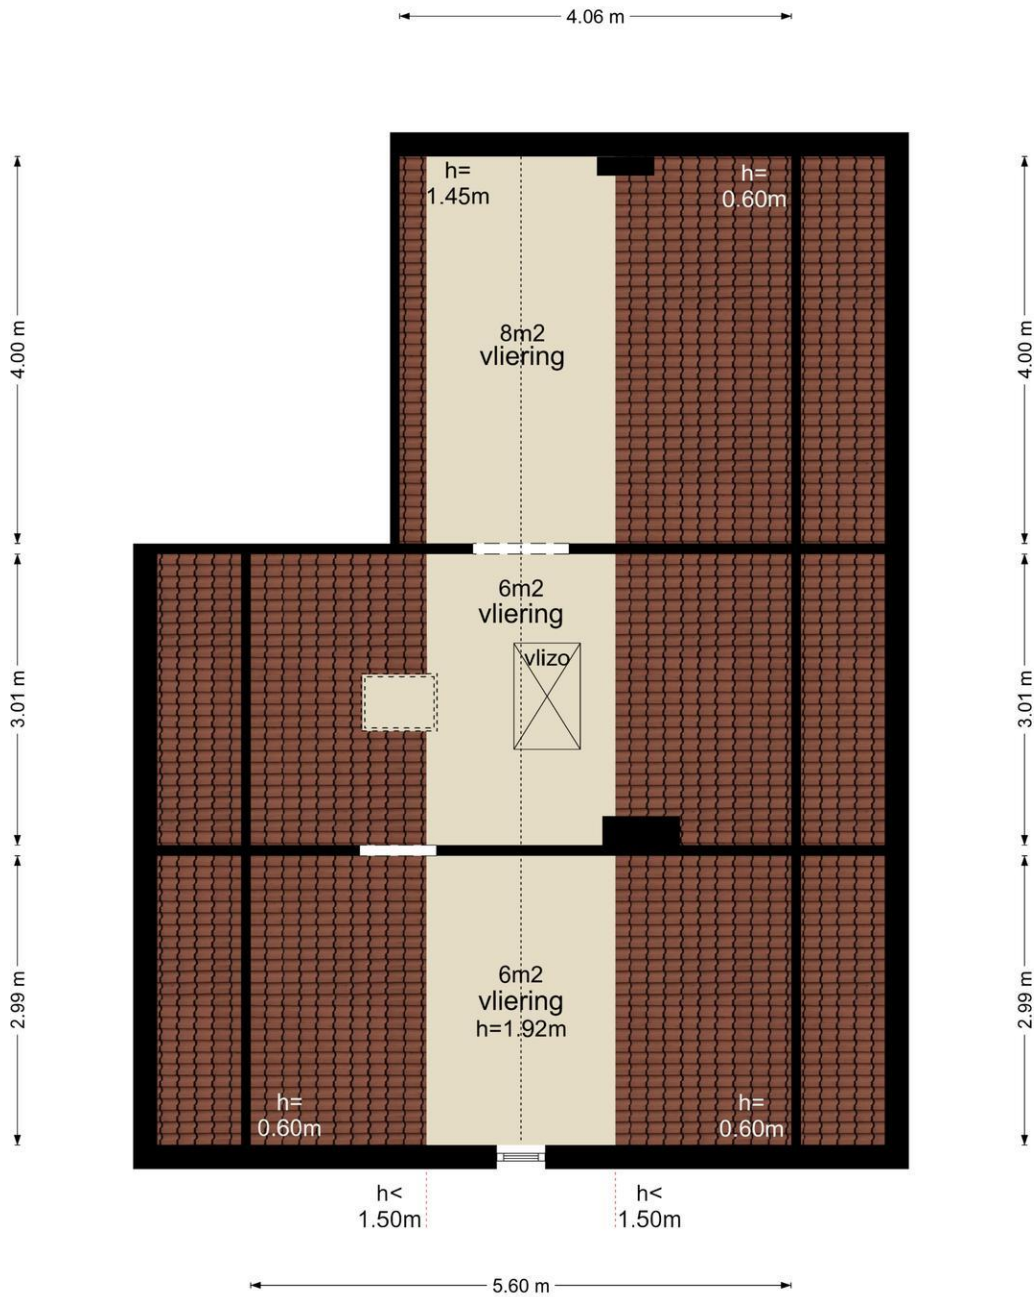 4.06 m
h=
1.45m
h=
0.60m
8m2
vliering
4.00 m
4.00 m
6m2
vliering
vlizo
3.01 m
3.01 m
6m2
vliering
h=1.92m
2.99 m
2.99 m
h=
0.60m
h=
0.60m
h<
1.50m
h<
1.50m
5.60 m